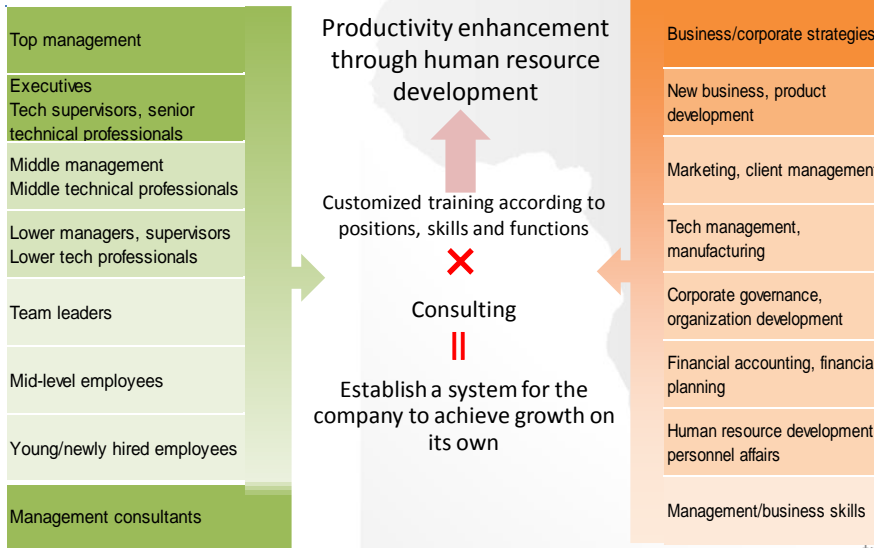 Top management
Executives
Tech supervisors, senior
technical professionals
Middle management
Middle technical professionals
Lower managers, supervisors
Lower tech professionals
Team leaders
Mid-level employees
Young/newly hired employees
Management consultants
Productivity enhancement
through human resource
development
Customized training according to
positions, skills and functions
×
Consulting
||
Establish a system for the
company to achieve growth on
its own
Business/corporate strategies
New business, product
development
Marketing, client management
Tech management,
manufacturing
Corporate governance,
organization development
Financial accounting, financia
planning
Human resource development
personnel affairs
Management/business skills